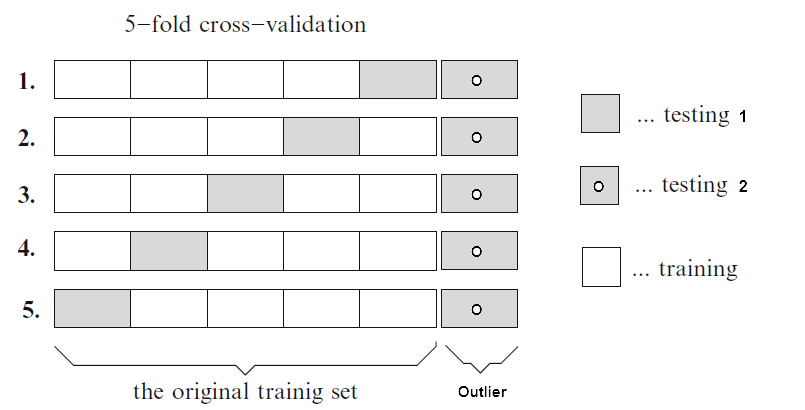 5−fold cross−validation
1. o
2. o
3. o
4. o
5. o
... testing 1
o ... testing 2
... training
the original trainig set
Outlier